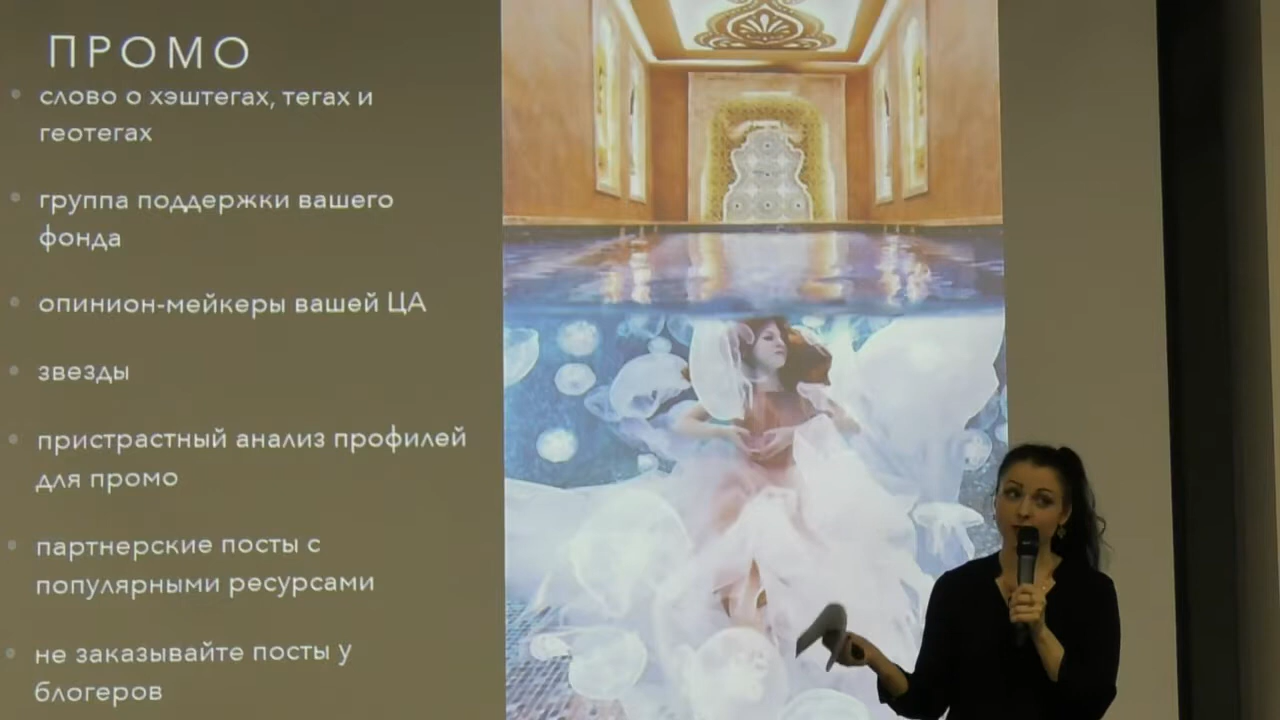 ПРОМО
слово о хэштегах, тегах и
геотегах
группа поддержки вашего
фонда
опинион-мейкеры вашей ЦА
звезды
пристрастный анализ профилей
для промо
партнерские посты с
популярными ресурсами
не заказывайте посты у
блогеров